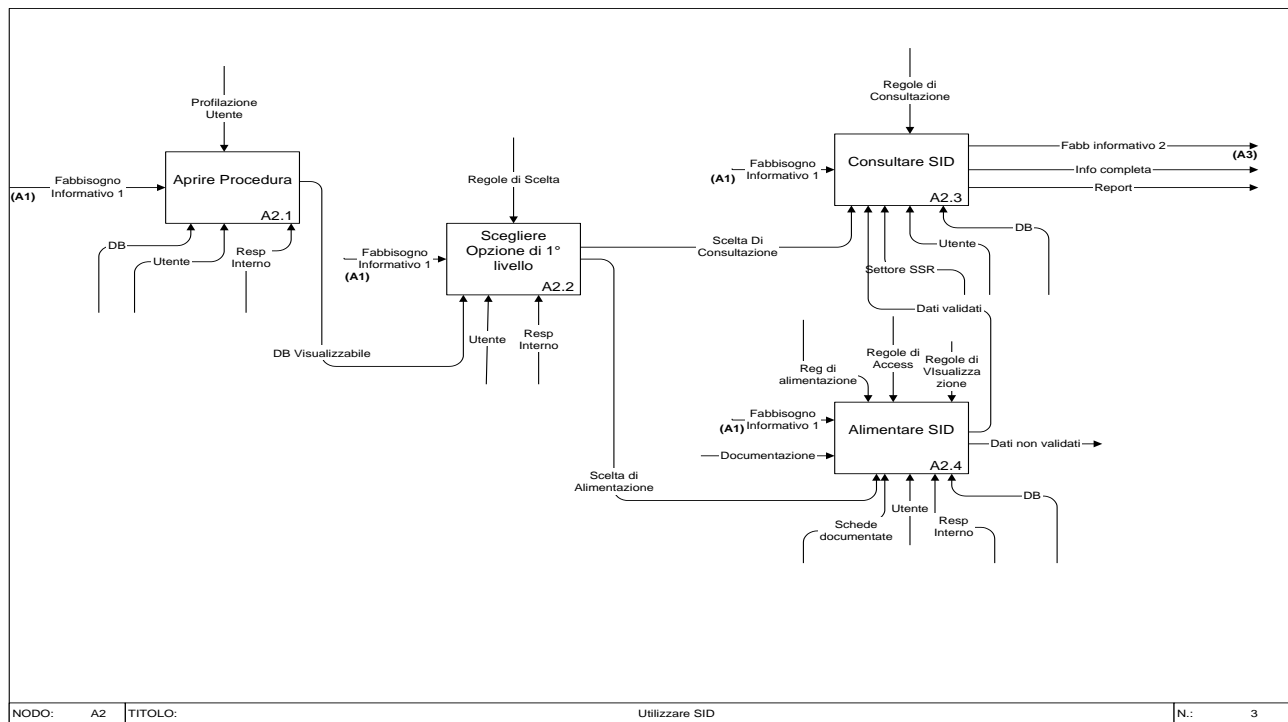 Profilazione
Utente
Fabbisogno
Informativo 1
(A1)
Aprire Procedura
A2.1
DB
Utente
Resp
Interno
Regole di Scelta
Fabbisogno
Informativo 1
(A1)
Scegliere
Opzione di 1°
livello
A2.2
DB Visualizzabile
Utente
Resp
Interno
Scelta Di
Consultazione
Scelta di
Alimentazione
Regole di
Consultazione
Fabbisogno
Informativo 1
(A1)
Consultare SID
A2.3
Fabb informativo 2
(A3)
Info completa
Report
DB
Utente
Settore SSR
Dati validati
Reg di
alimentazione
Regole di
Access
Regole di
VIsualizza
zione
Fabbisogno
Informativo 1
(A1)
Documentazione
Alimentare SID
A2.4
Dati non validati
Schede
documentate
Utente
Resp
Interno
DB
NODO: A2 TITOLO: Utilizzare SID N.: 3